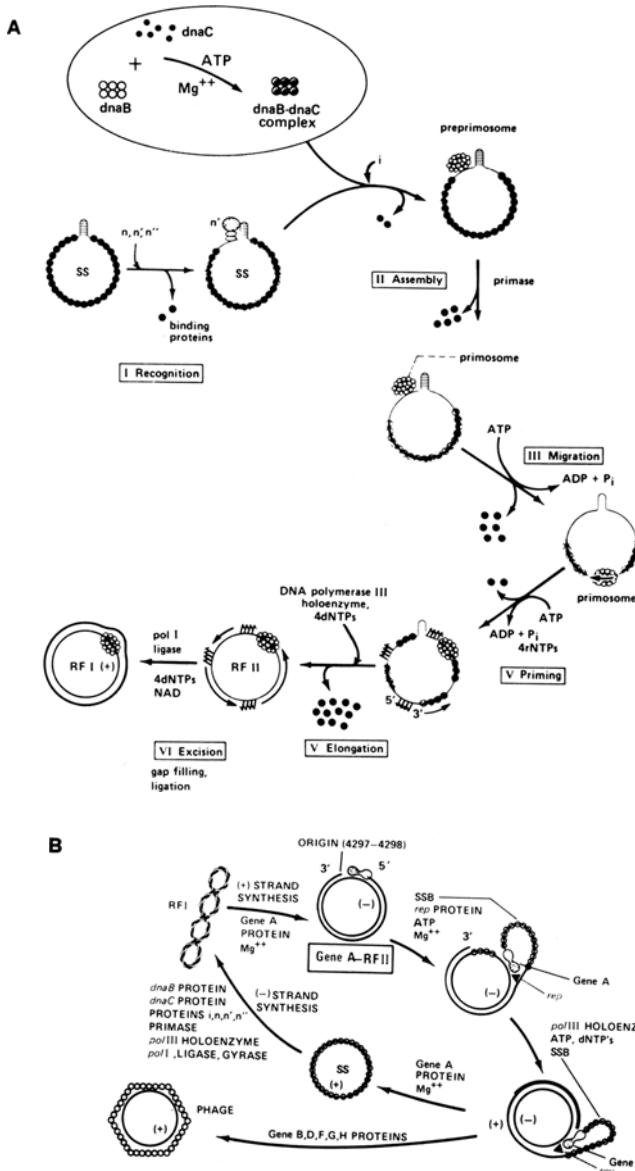 A
dnaC
+
ATP
Mg++
dnaB
dnaB-dnaC
complex
preprimosome
i
n, n′, n′′
n′
SS
SS
II Assembly
primase
binding
proteins
I Recognition
primosome
ATP
III Migration
ADP + Pi
primosome
DNA polymerase III
holoenzyme,
4dNTPs
ATP
ADP + Pi
4rNTPs
V Priming
pol I
ligase
RF I (+)
RF II
4dNTPs
NAD
5′
3′
VI Excision
V Elongation
gap filling,
ligation
B
ORIGIN (4297–4298)
3′
5′
RFI
(+) STRAND
SYNTHESIS
(−)
Gene A
PROTEIN
Mg++
Gene A–RFII
SSB
rep PROTEIN
ATP
Mg++
3′
Gene A
(−)
rep
dnaB PROTEIN
dnaC PROTEIN
PROTEINS i,n,n′,n′′
PRIMASE
polIII HOLOENZYME
pol I, LIGASE, GYRASE
(−) STRAND
SYNTHESIS
polIII HOLOENZ
ATP, dNTP's
SSB
SS
(+)
Gene A
PROTEIN
Mg++
PHAGE
(+)
(+)
(−)
Gene B,D,F,G,H PROTEINS
Gene